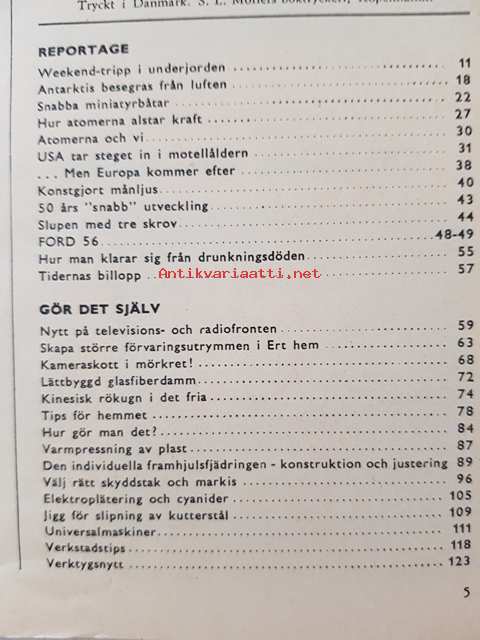 Tryckt i Danmark. S. L.
REPORTAGE
Weekend-tripp i underjorden 11
Antarktis besegras från luften 18
Snabba miniatyrbåtar 22
Hur atomerna alstar kraft 27
Atomerna och vi 30
USA tar steget in i motellåldern 31
. . . Men Europa kommer efter 38
Konstgjort månljus 40
50 års "snabb" utveckling 43
Slupen med tre skrov 44
FORD 56 48-49
Hur man klarar sig från drunkningsdöden 55
Tidernas billopp 57
Antikvariaatti.net
GÖR DET SJÄLV
Nytt på televisions- och radiofronten 59
Skapa större förvaringsutrymmen i Ert hem 63
Kameraskott i mörkret! 68
Lättbyggd glasfiberdamm 72
Kinesisk rökugn i det fria 74
Tips för hemmet 78
Hur gör man det? 84
Varmpressning av plast 87
Den individuella framhjulsfjädringen - konstruktion och justering 89
Välj rätt skyddstak och markis 96
Elektroplätering och cyanider 105
Jigg för slipning av kutterstål 109
Universalmaskiner 111
Verkstadstips 118
Verktygsnytt 123
5